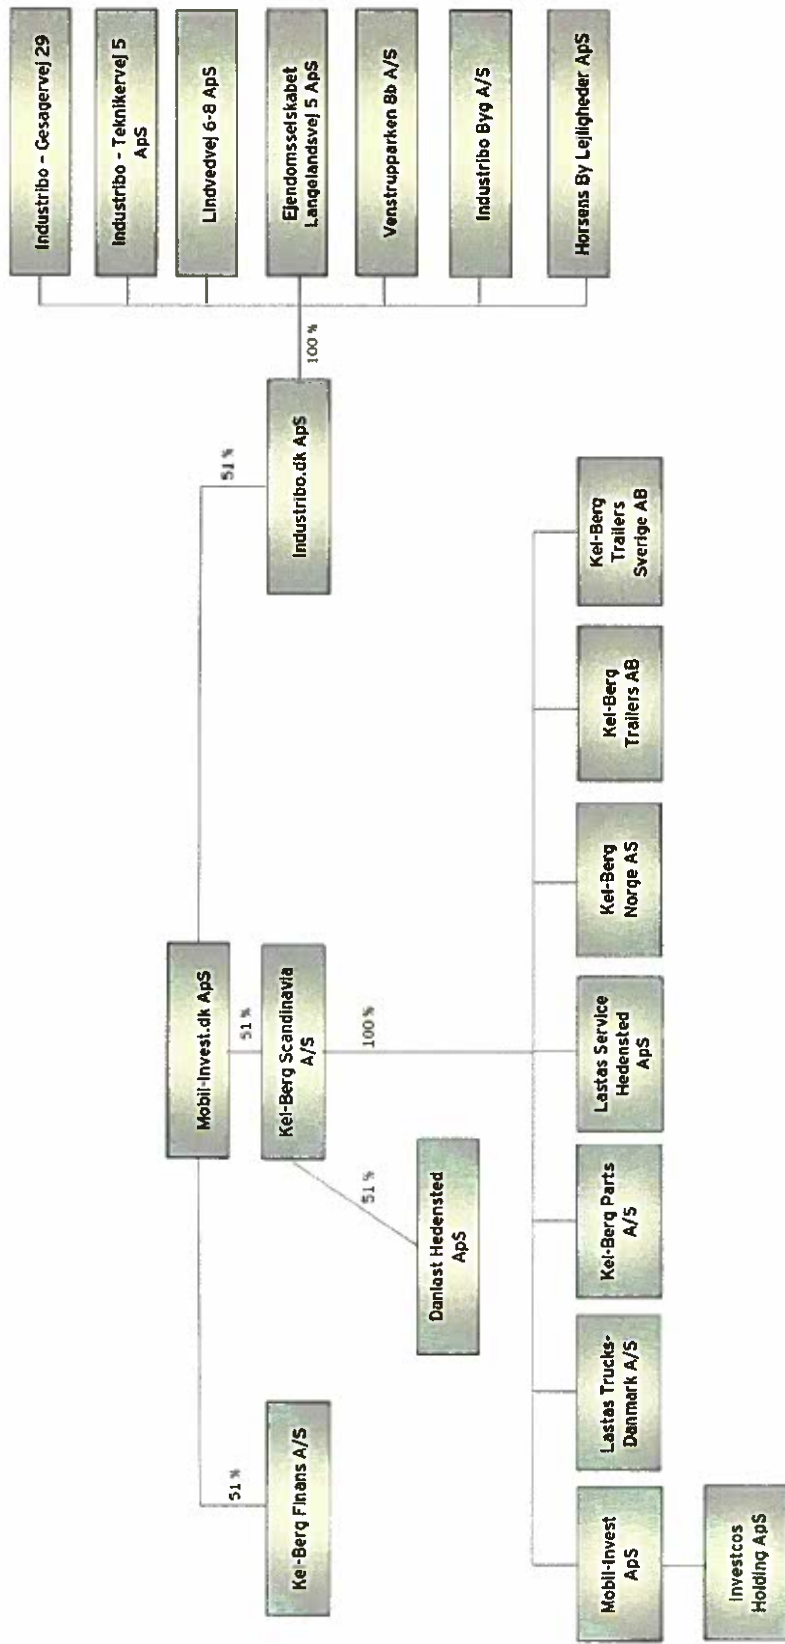 Mobil-Invest.dk ApS
51 %
51 %
51 %
Kel-Berg Finans A/S
Kel-Berg Scandinavia
A/S
Industribo.dk ApS
100 %
Industribo - Gesagervej 29
Industribo - Teknikervej 5
ApS
Lindvedvej 6-8 ApS
Ejendomsselskabet
Langelandsvej 5 ApS
Venstrupparken 8b A/S
Industribo Byg A/S
Horsens By Lejligheder ApS
51 %
100 %
Danlast Hedensted
ApS
Mobil-Invest
ApS
Lastas Trucks-
Danmark A/S
Kel-Berg Parts
A/S
Lastas Service
Hedensted
ApS
Kel-Berg
Norge AS
Kel-Berg
Trailers AB
Kel-Berg
Trailers
Sverige AB
Investcos
Holding ApS